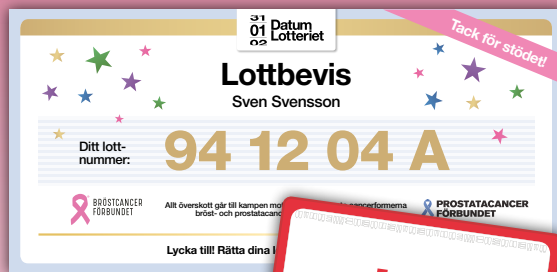 31
01 Datum
02 Lotteriet
Tack för stödet!
Lottbevis
Sven Svensson
Ditt lott-
nummer:
94 12 04 A
BRÖSTCANCER
FÖRBUNDET
Allt överskott går till kampen mot cancerformerna
bröst- och prostatacancer
PROSTATACANCER
FÖRBUNDET
Lycka till! Rätta dina